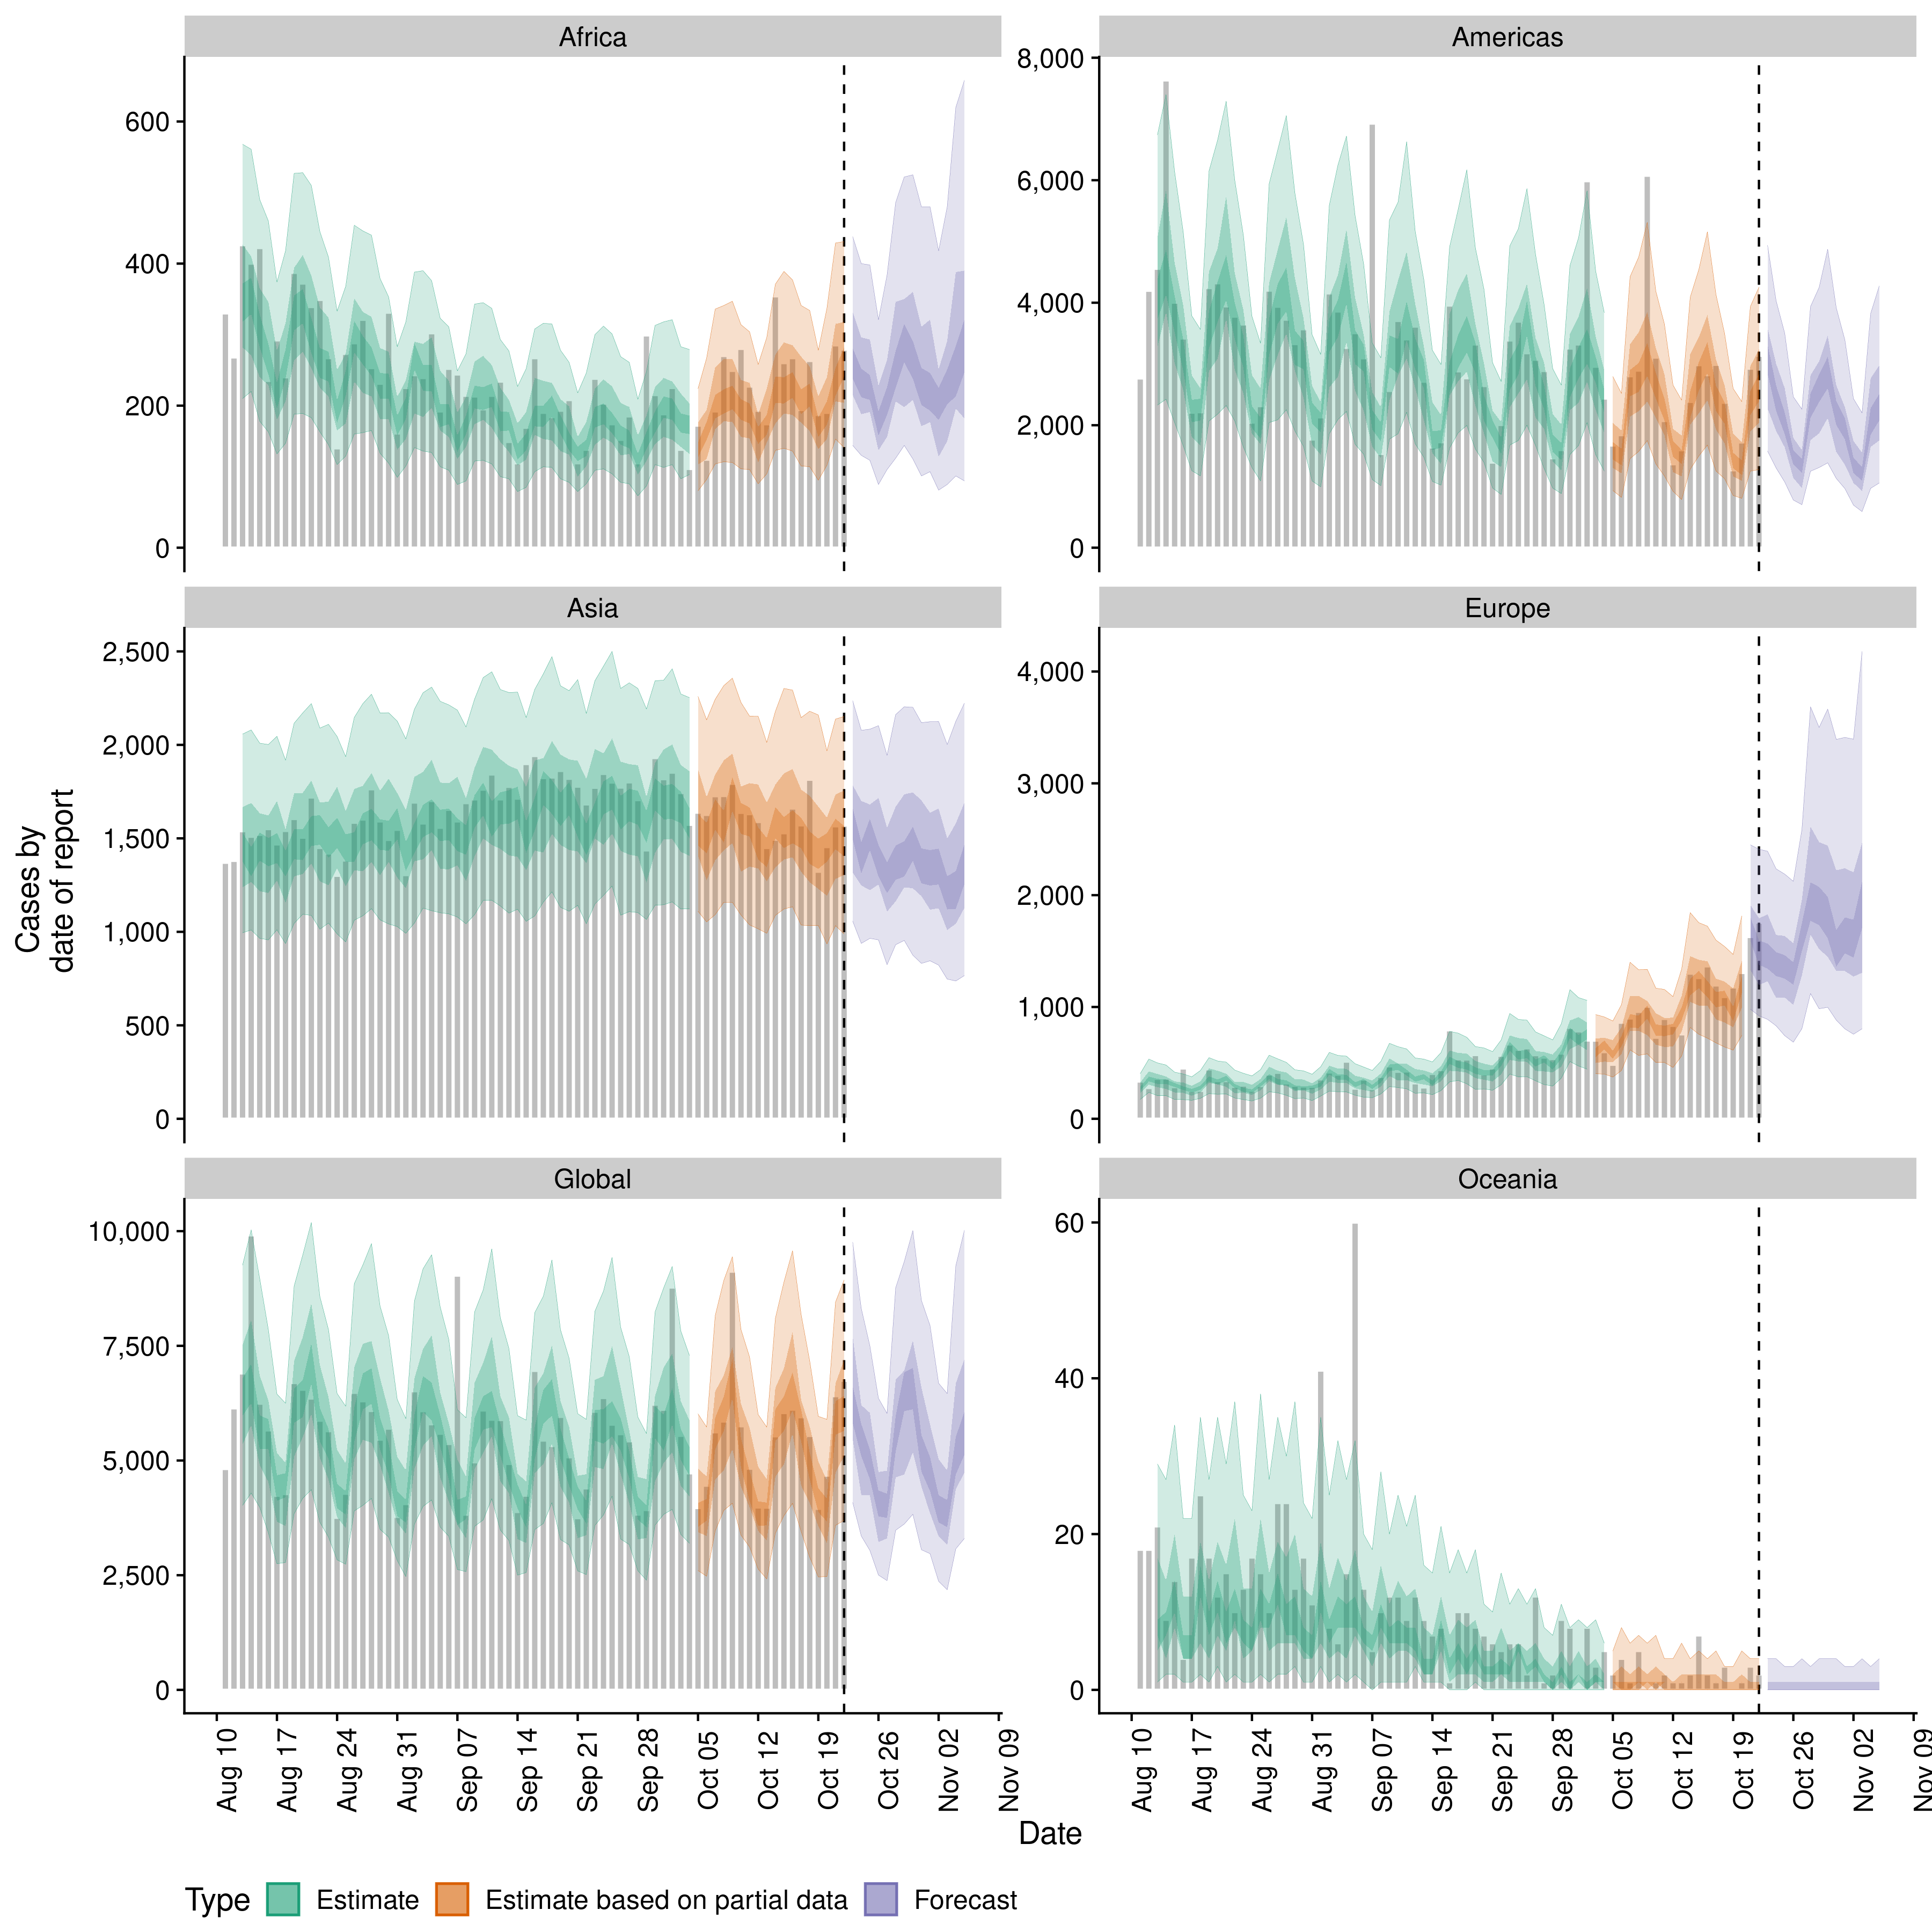 Africa
Americas
600
400
200
0
8,000
6,000
4,000
2,000
0
Asia
Europe
2,500
2,000
1,500
1,000
500
0
4,000
3,000
2,000
1,000
0
Cases by
date of report
Global
Oceania
10,000
7,500
5,000
2,500
0
60
40
20
0
Aug 10
Aug 17
Aug 24
Aug 31
Sep 07
Sep 14
Sep 21
Sep 28
Oct 05
Oct 12
Oct 19
Oct 26
Nov 02
Nov 09
Aug 10
Aug 17
Aug 24
Aug 31
Sep 07
Sep 14
Sep 21
Sep 28
Oct 05
Oct 12
Oct 19
Oct 26
Nov 02
Nov 09
Date
Type Estimate Estimate based on partial data Forecast